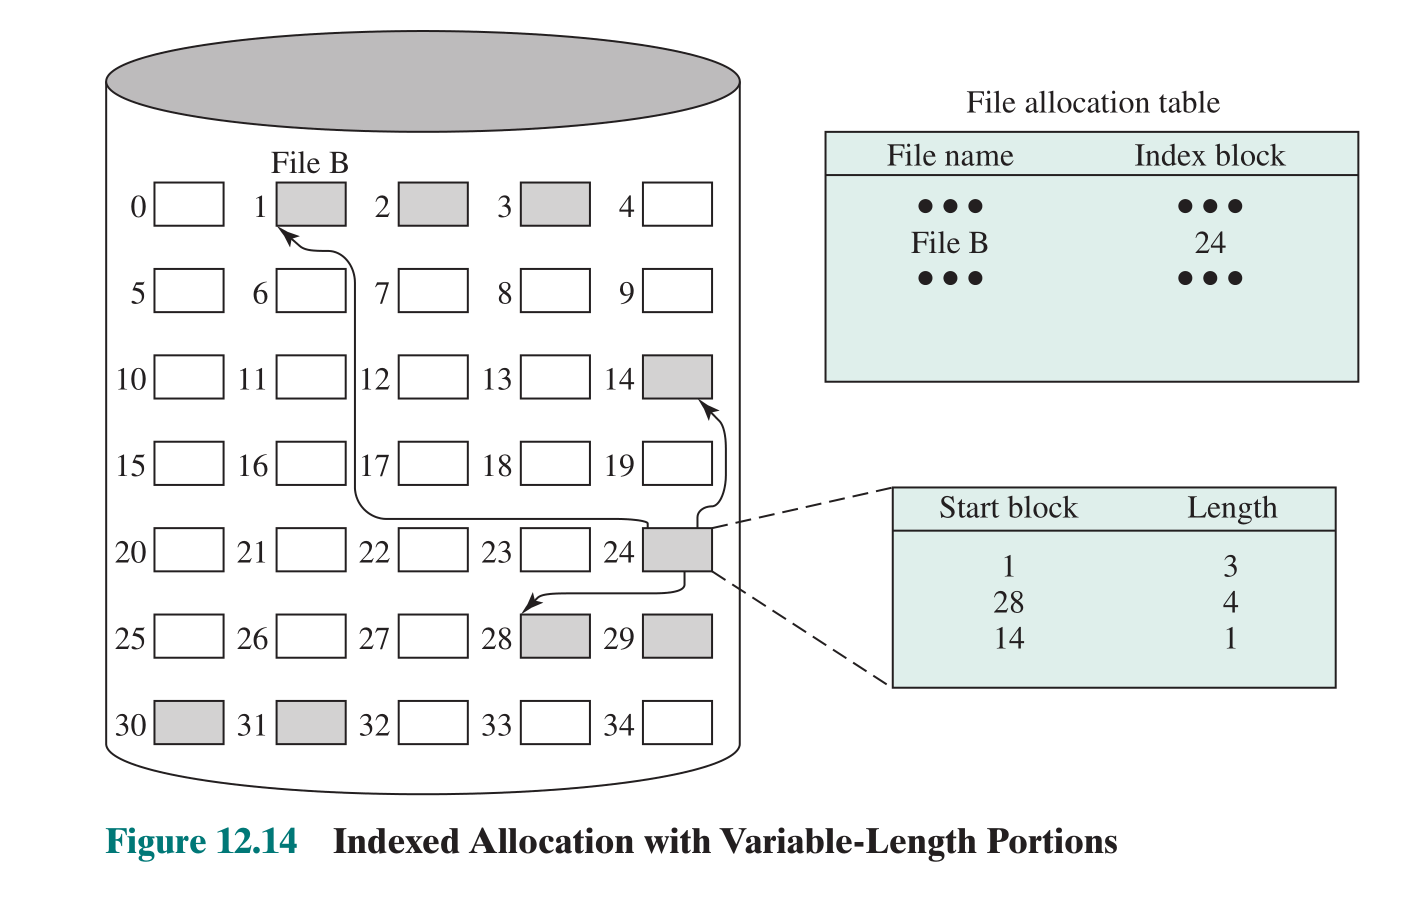 File allocation table
File name Index block
••• •••
File B 24
••• •••
File B
0 1 2 3 4
5 6 7 8 9
10 11 12 13 14
15 16 17 18 19
20 21 22 23 24
25 26 27 28 29
30 31 32 33 34
Start block Length
1 3
28 4
14 1
Figure 12.14 Indexed Allocation with Variable-Length Portions